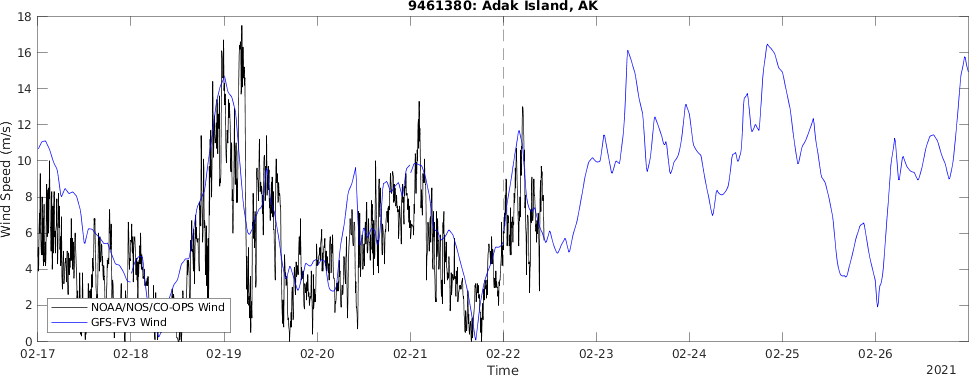 9461380: Adak Island, AK
Wind Speed (m/s)
18
16
14
12
10
8
6
4
2
0
NOAA/NOS/CO-OPS Wind
GFS-FV3 Wind
02-17 02-18 02-19 02-20 02-21 02-22 02-23 02-24 02-25 02-26
Time
2021